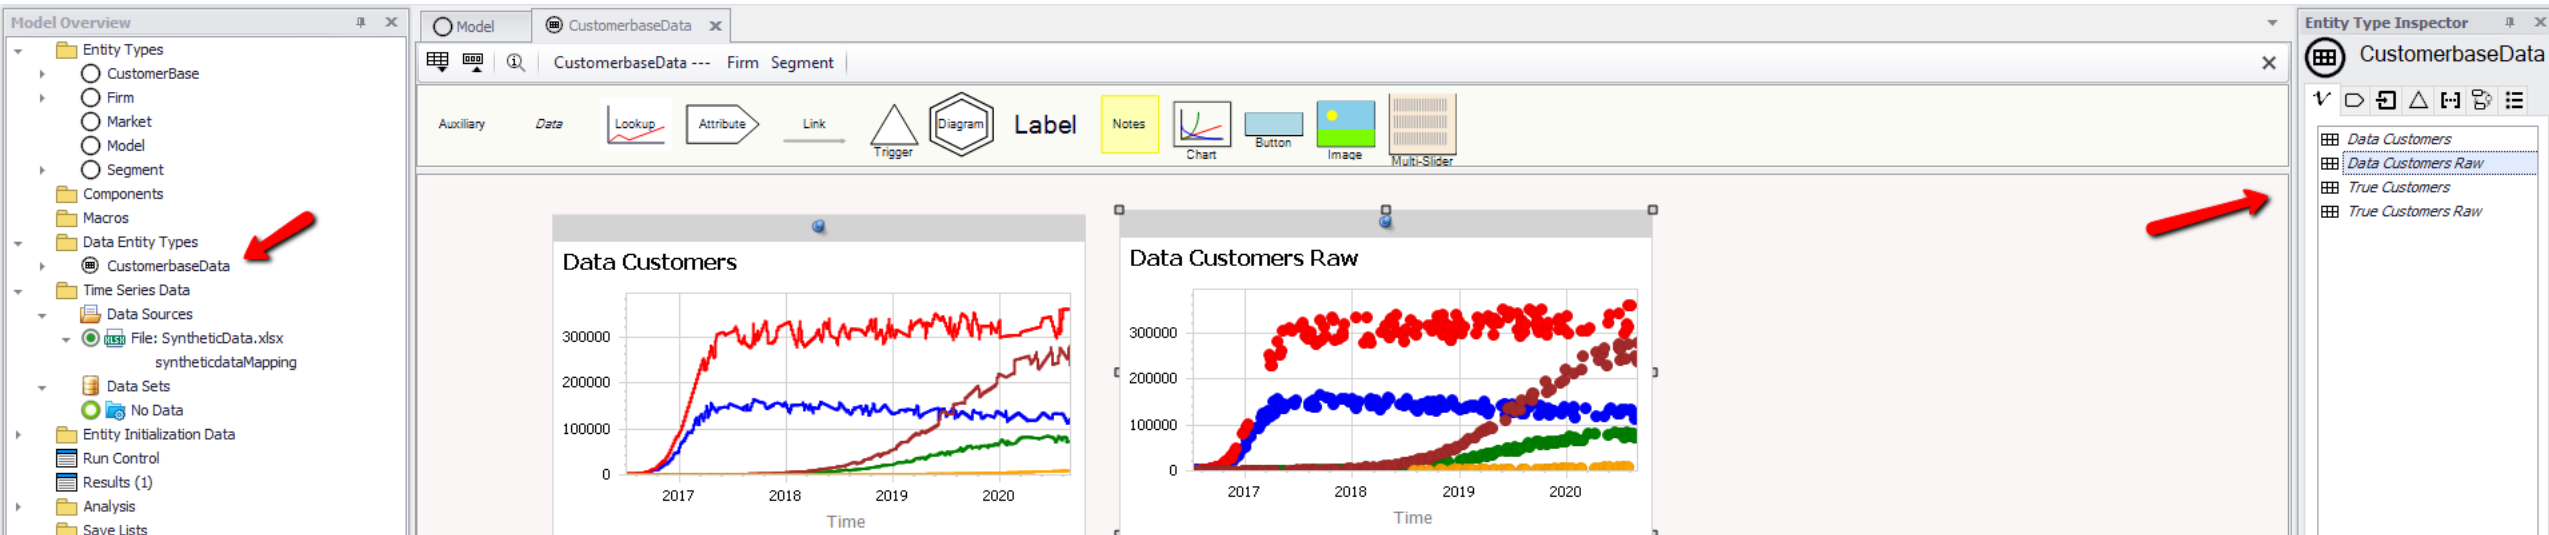 Model Overview
Entity Types
CustomerBase
Firm
Market
Model
Segment
Components
Macros
Data Entity Types
CustomerbaseData
Time Series Data
Data Sources
File: SyntheticData.xlsx
syntheticdataMapping
Data Sets
No Data
Entity Initialization Data
Run Control
Results (1)
Analysis
Save Lists
Model
CustomerbaseData
CustomerbaseData --- Firm Segment
Auxiliary
Data
Lookup
Attribute
Link
Trigger
Diagram
Label
Notes
Chart
Button
Image
Multi-Slider
Data Customers
300000
200000
100000
0
2017 2018 2019 2020
Time
Data Customers Raw
300000
200000
100000
0
2017 2018 2019 2020
Time
Entity Type Inspector
CustomerbaseData
Data Customers
Data Customers Raw
True Customers
True Customers Raw